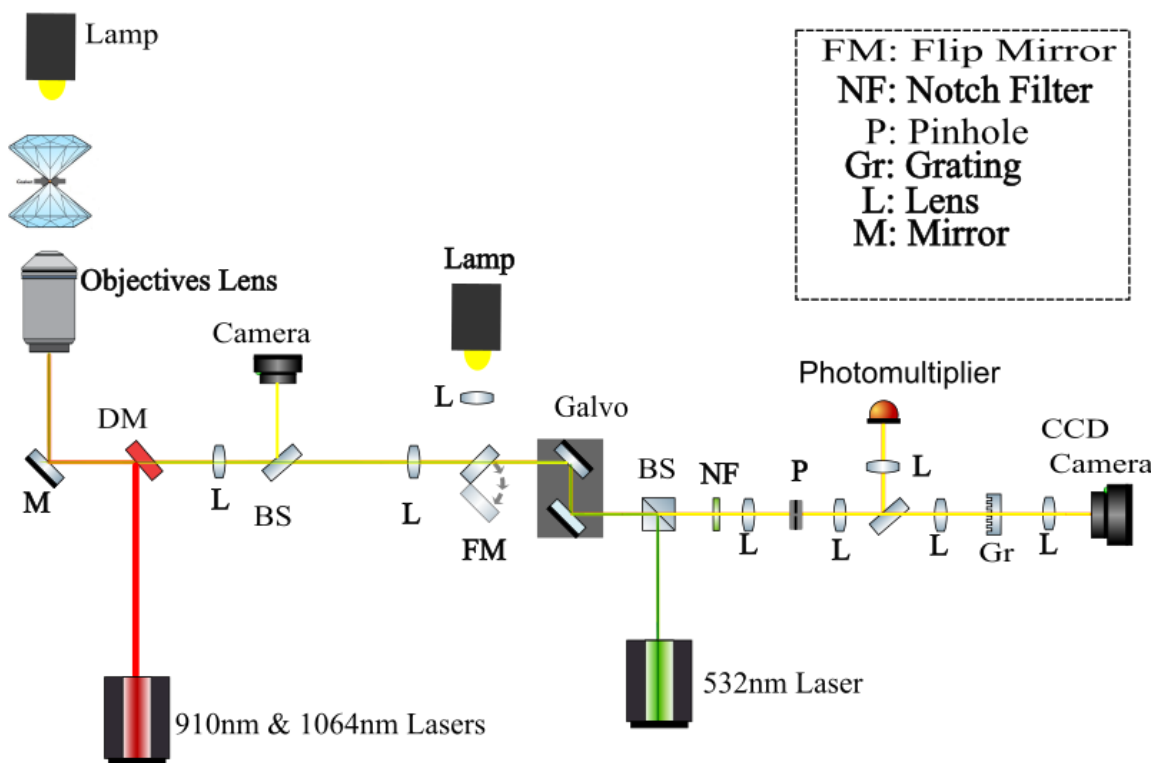 Lamp
FM: Flip Mirror
NF: Notch Filter
P: Pinhole
Gr: Grating
L: Lens
M: Mirror
Objectives Lens
Lamp
Camera
L
Photomultiplier
DM
Galvo
CCD
Camera
BS
NF
P
L
M
L
BS
L
FM
L
L
L
Gr
L
910nm & 1064nm Lasers
532nm Laser